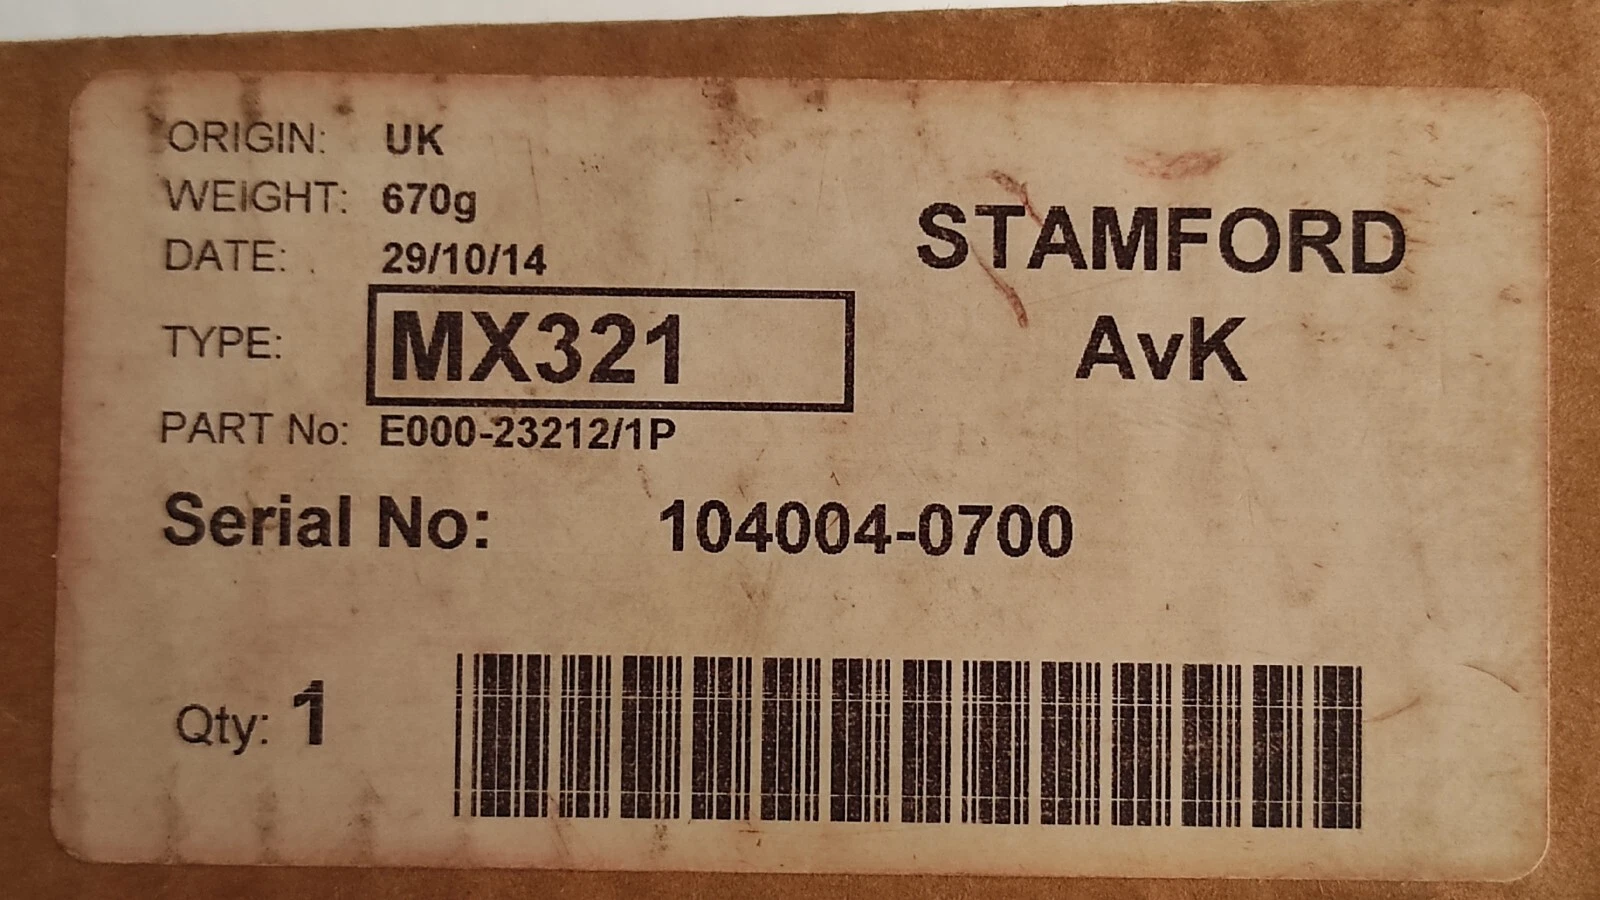 ORIGIN: UK
WEIGHT: 670g
DATE: 29/10/14
TYPE: MX321
PART No: E000-23212/1P
STAMFORD
AvK
Serial No: 104004-0700
Qty: 1